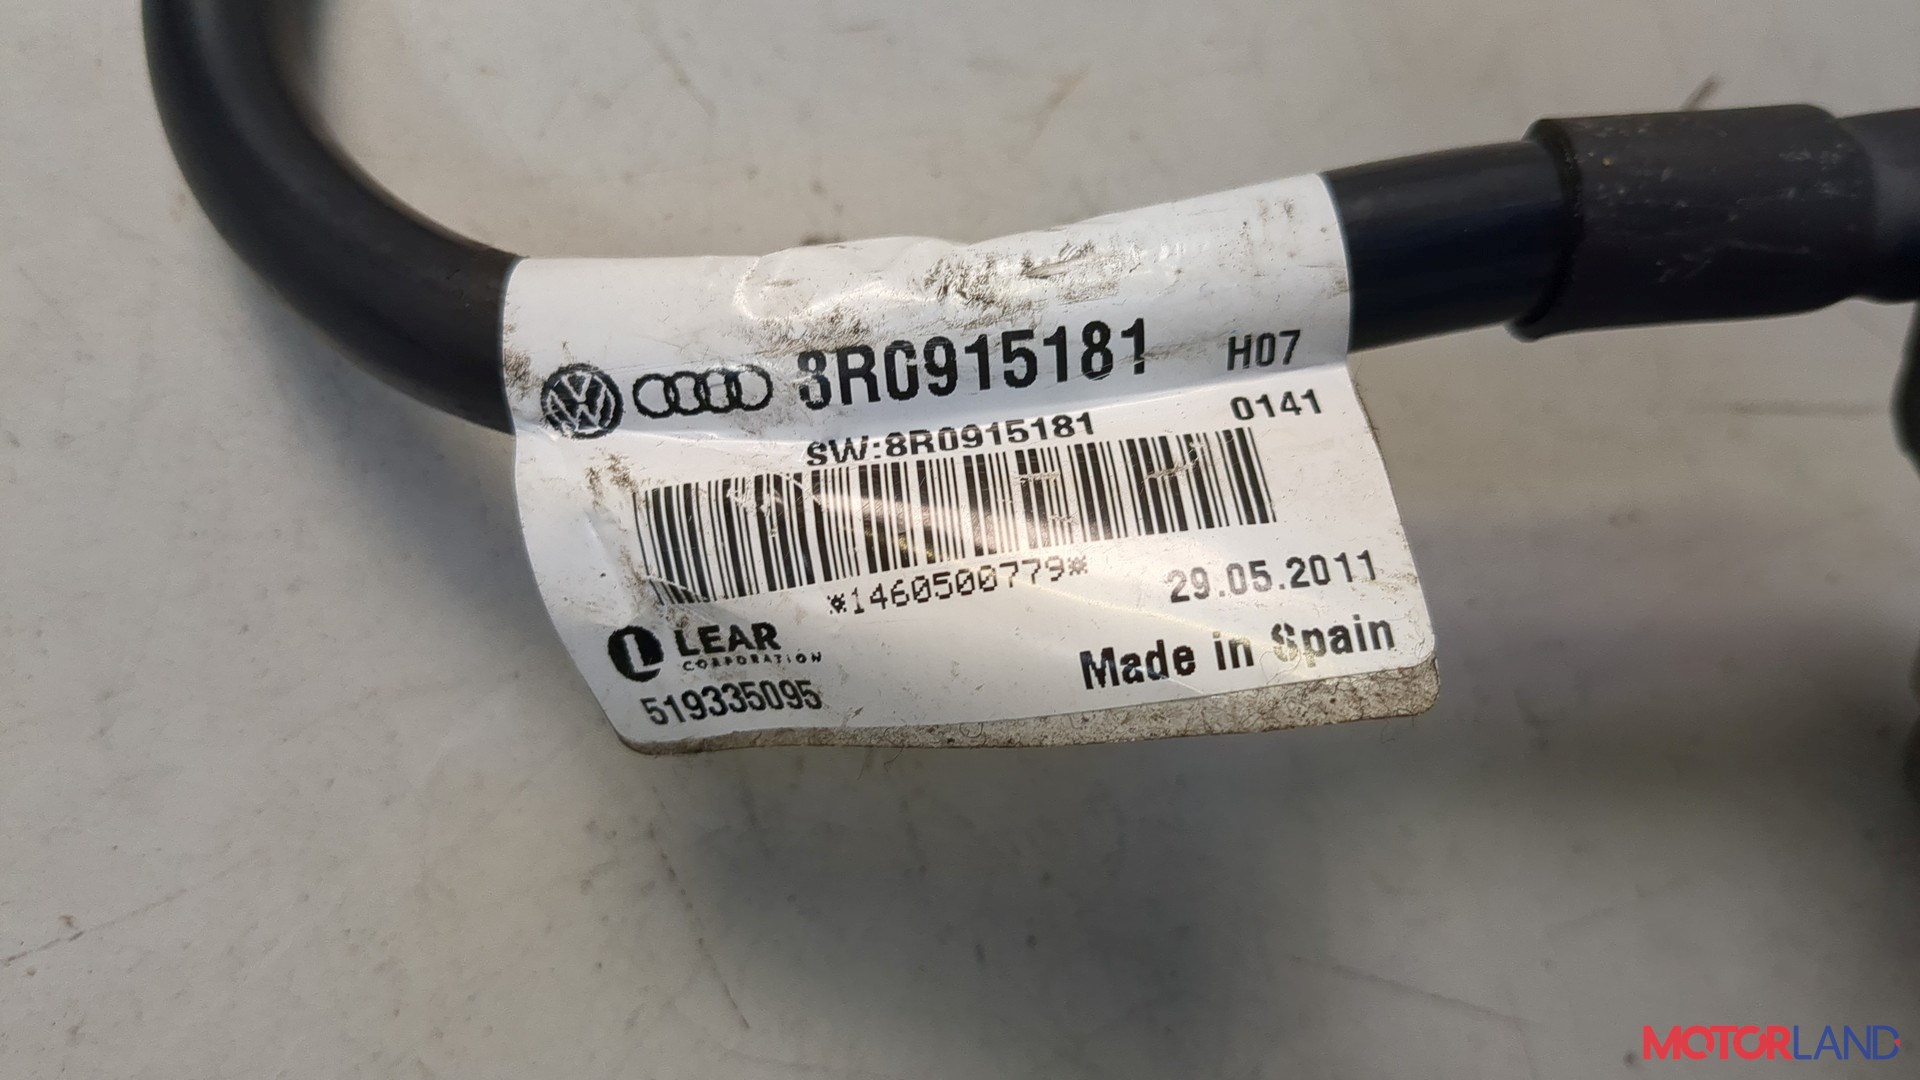 8R0915181 H07
SW:8R0915181 0141
*1460500779* 29.05.2011
LEAR
CORPORATION
Made in Spain
519335095
MOTORLAND